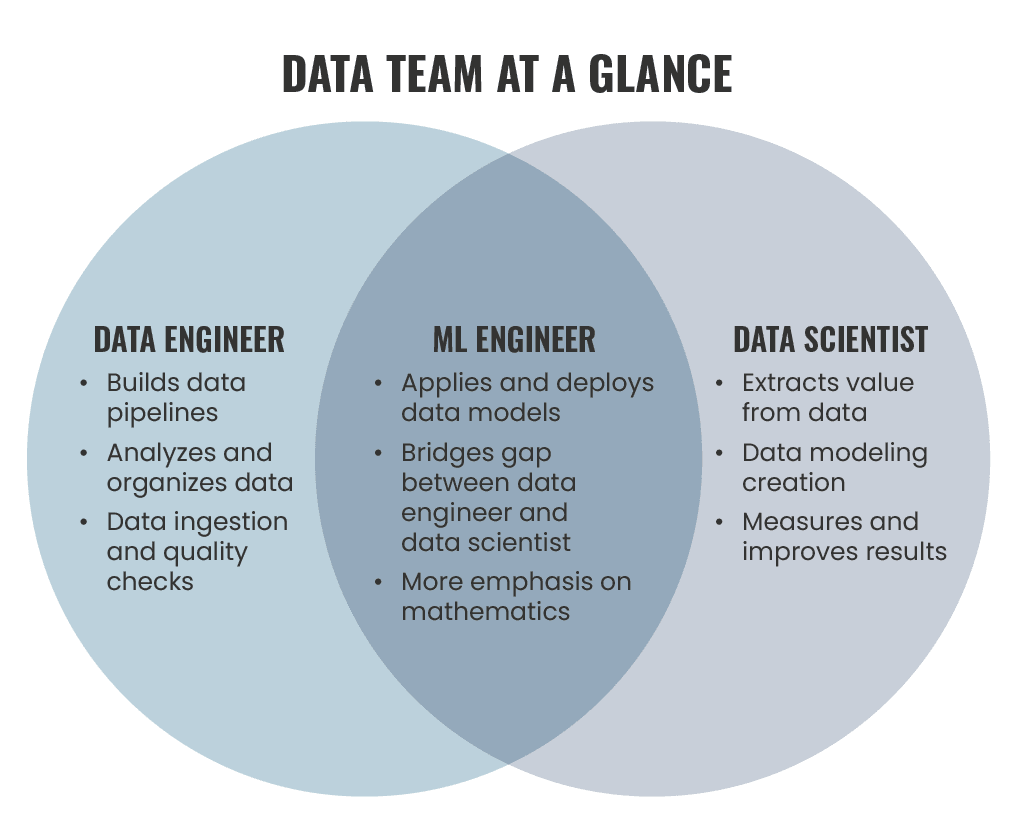 DATA TEAM AT A GLANCE
DATA ENGINEER
• Builds data
pipelines
• Analyzes and
organizes data
• Data ingestion
and quality
checks
ML ENGINEER
• Applies and deploys
data models
• Bridges gap
between data
engineer and
data scientist
• More emphasis on
mathematics
DATA SCIENTIST
• Extracts value
from data
• Data modeling
creation
• Measures and
improves results